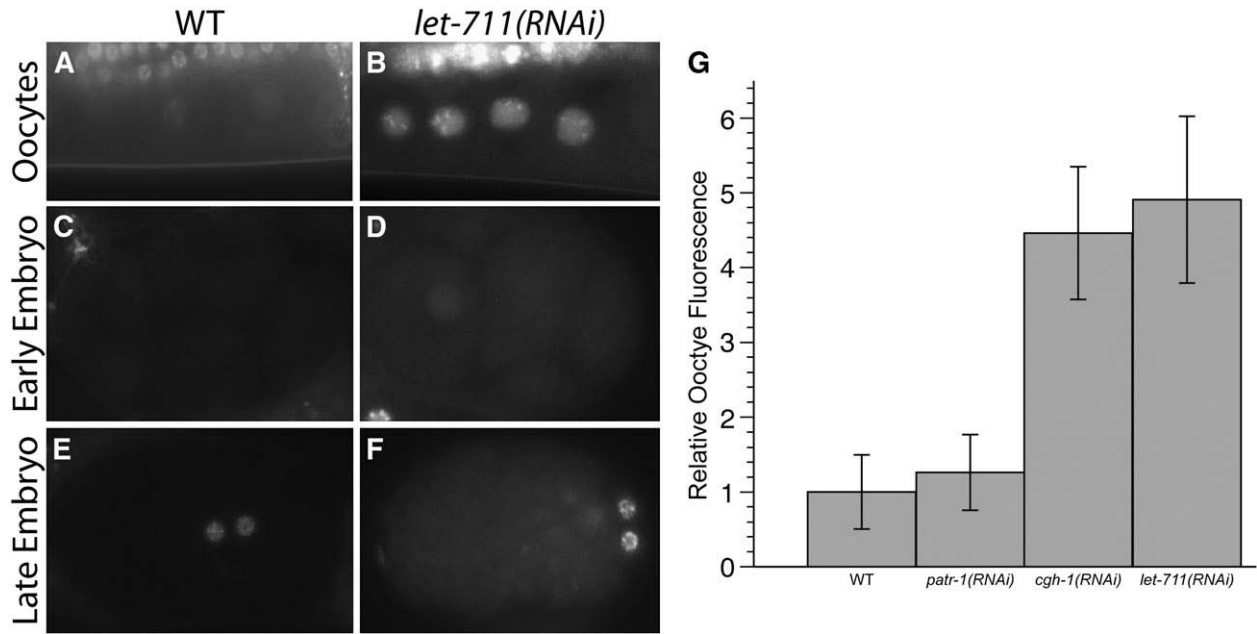 WT
let-711(RNAi)
Oocytes
A
B
Early Embryo
C
D
Late Embryo
E
F
G
Relative Ooctye Fluorescence
6
5
4
3
2
1
0
WT
patr-1(RNAi)
cgh-1(RNAi)
let-711(RNAi)